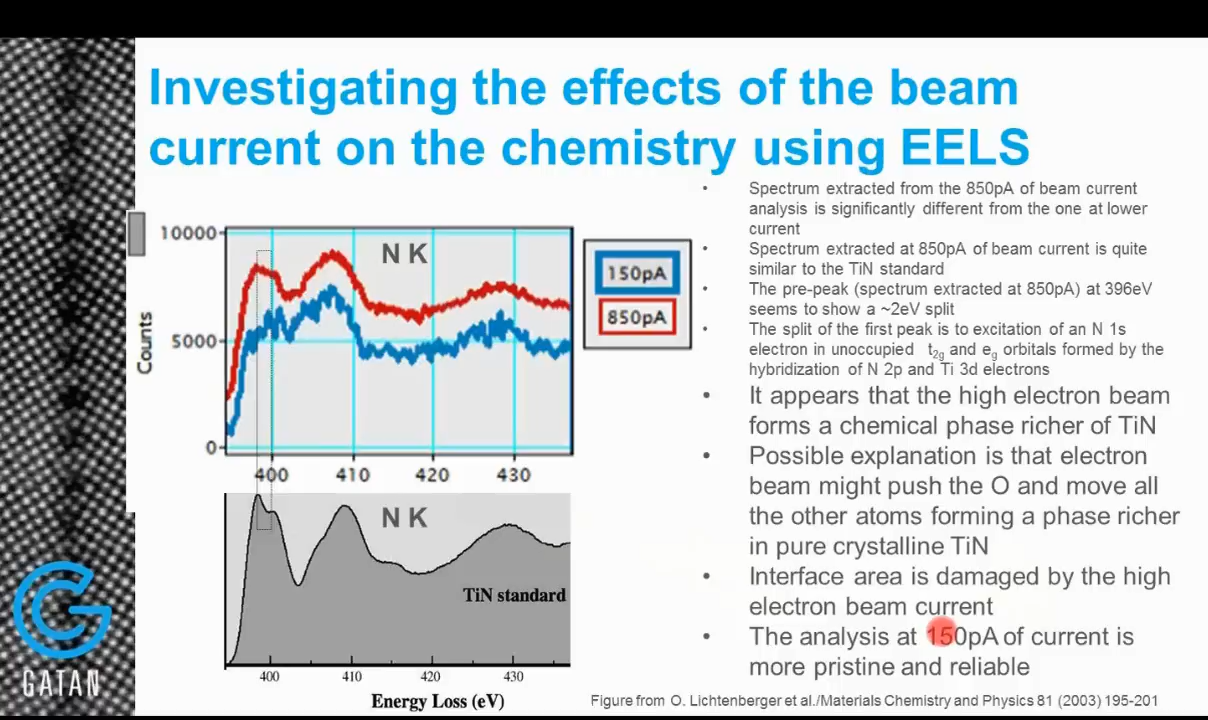 Investigating the effects of the beam
current on the chemistry using EELS
10000
5000
0
Counts
N K
400
410
420
430
150pA
850pA
N K
TiN standard
400
410
420
430
Energy Loss (eV)
• Spectrum extracted from the 850pA of beam current
analysis is significantly different from the one at lower
current
• Spectrum extracted at 850pA of beam current is quite
similar to the TiN standard
• The pre-peak (spectrum extracted at 850pA) at 396eV
seems to show a ~2eV split
• The split of the first peak is to excitation of an N 1s
electron in unoccupied t2g and eg orbitals formed by the
hybridization of N 2p and Ti 3d electrons
• It appears that the high electron beam
forms a chemical phase richer of TiN
• Possible explanation is that electron
beam might push the O and move all
the other atoms forming a phase richer
in pure crystalline TiN
• Interface area is damaged by the high
electron beam current
• The analysis at 150pA of current is
more pristine and reliable
Figure from O. Lichtenberger et al./Materials Chemistry and Physics 81 (2003) 195-201
GATAN